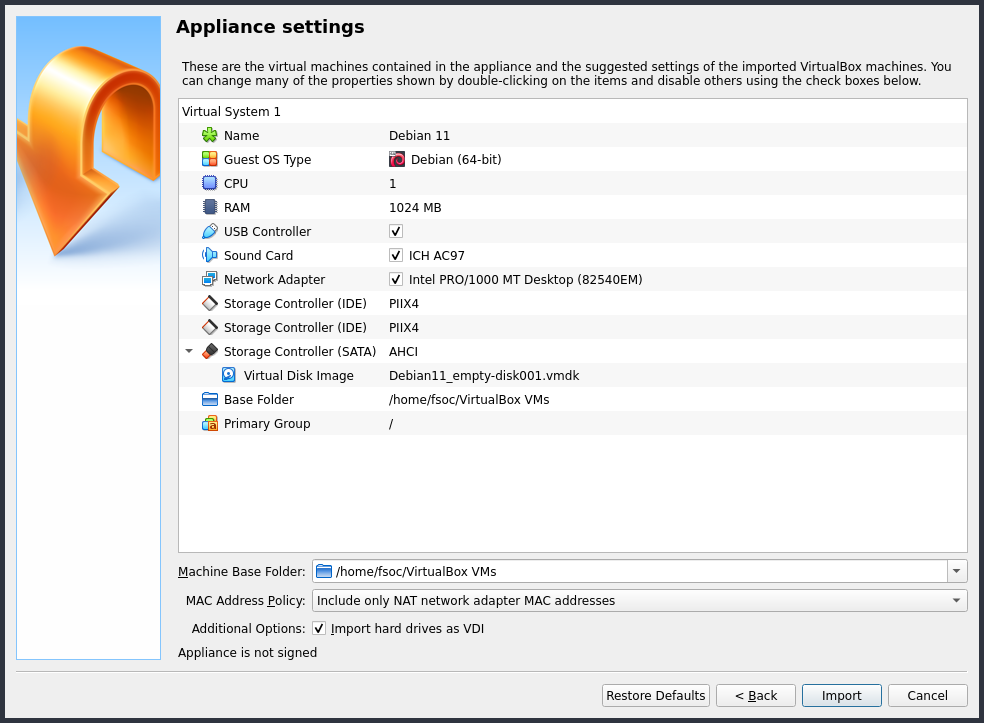 Appliance settings
These are the virtual machines contained in the appliance and the suggested settings of the imported VirtualBox machines. You
can change many of the properties shown by double-clicking on the items and disable others using the check boxes below.
Virtual System 1
Name Debian 11
Guest OS Type Debian (64-bit)
CPU 1
RAM 1024 MB
USB Controller
Sound Card ICH AC97
Network Adapter Intel PRO/1000 MT Desktop (82540EM)
Storage Controller (IDE) PIIX4
Storage Controller (IDE) PIIX4
Storage Controller (SATA) AHCI
Virtual Disk Image Debian11_empty-disk001.vmdk
Base Folder /home/fsoc/VirtualBox VMs
Primary Group /
Machine Base Folder: /home/fsoc/VirtualBox VMs
MAC Address Policy: Include only NAT network adapter MAC addresses
Additional Options: Import hard drives as VDI
Appliance is not signed
Restore Defaults < Back Import Cancel